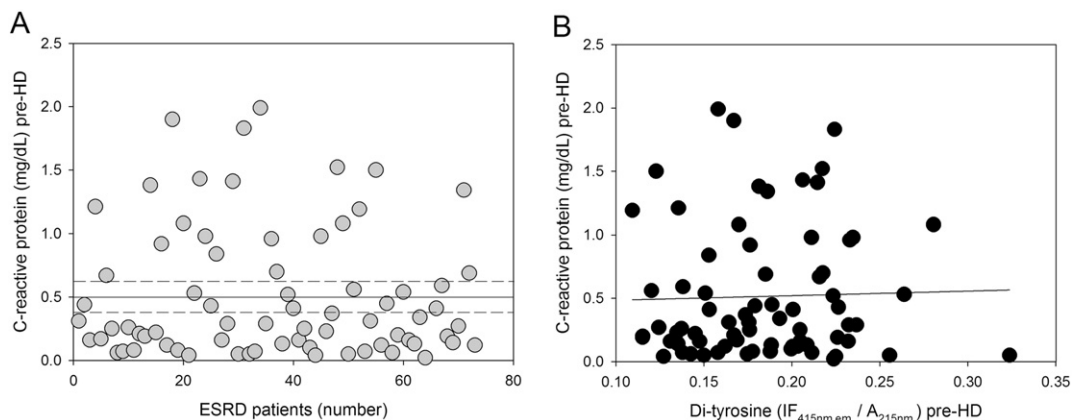 A
C-reactive protein (mg/dL) pre-HD
2.5
2.0
1.5
1.0
0.5
0.0
0 20 40 60 80
ESRD patients (number)
B
C-reactive protein (mg/dL) pre-HD
2.5
2.0
1.5
1.0
0.5
0.0
0.10 0.15 0.20 0.25 0.30 0.35
Di-tyrosine (IF415nm em / A215nm) pre-HD